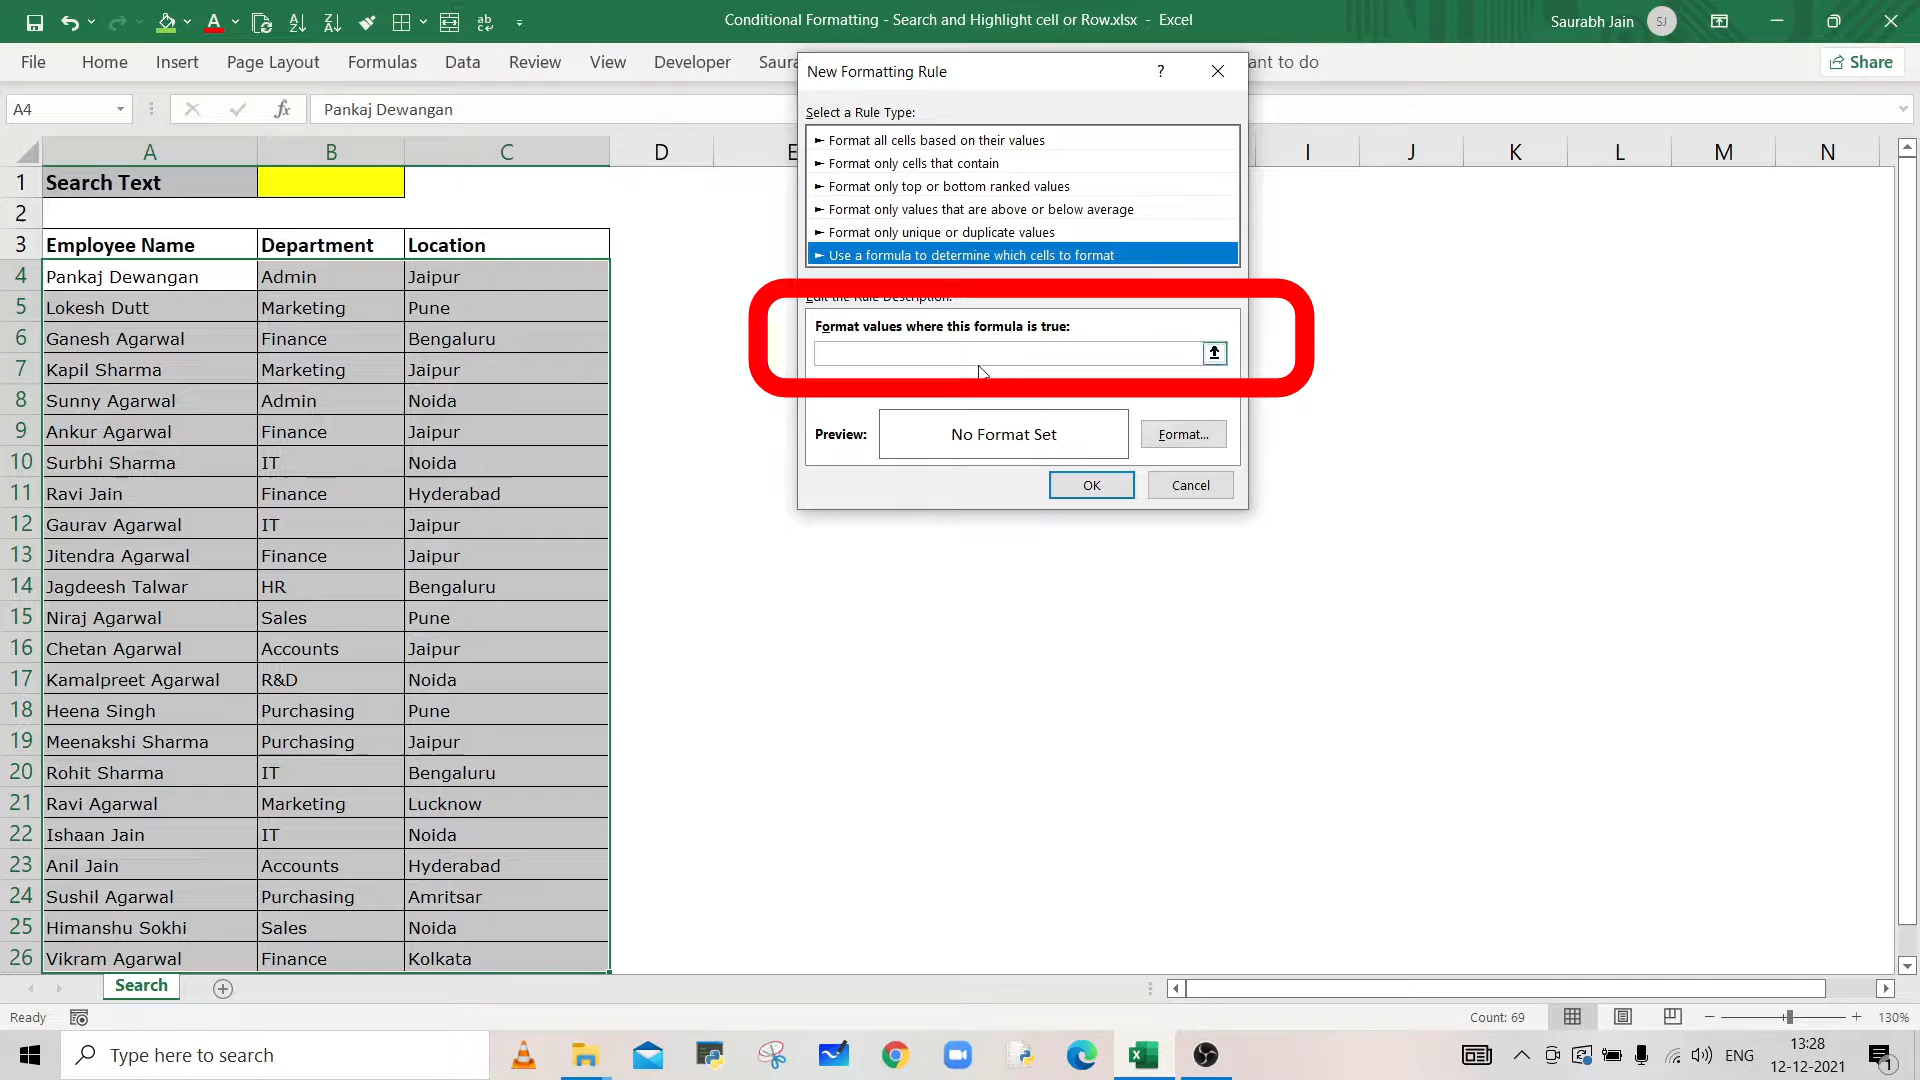 Conditional Formatting - Search and Highlight cell or Row.xlsx - Excel
Saurabh Jain
SJ
File
Home
Insert
Page Layout
Formulas
Data
Review
View
Developer
Saura
ant to do
Share
A4
fx
Pankaj Dewangan
New Formatting Rule
?
Select a Rule Type:
► Format all cells based on their values
► Format only cells that contain
► Format only top or bottom ranked values
► Format only values that are above or below average
► Format only unique or duplicate values
► Use a formula to determine which cells to format
Edit the Rule Description:
Format values where this formula is true:
Preview:
No Format Set
Format...
OK
Cancel
A B C D E I J K L M N
1 Search Text
2
3 Employee Name Department Location
4 Pankaj Dewangan Admin Jaipur
5 Lokesh Dutt Marketing Pune
6 Ganesh Agarwal Finance Bengaluru
7 Kapil Sharma Marketing Jaipur
8 Sunny Agarwal Admin Noida
9 Ankur Agarwal Finance Jaipur
10 Surbhi Sharma IT Noida
11 Ravi Jain Finance Hyderabad
12 Gaurav Agarwal IT Jaipur
13 Jitendra Agarwal Finance Jaipur
14 Jagdeesh Talwar HR Bengaluru
15 Niraj Agarwal Sales Pune
16 Chetan Agarwal Accounts Jaipur
17 Kamalpreet Agarwal R&D Noida
18 Heena Singh Purchasing Pune
19 Meenakshi Sharma Purchasing Jaipur
20 Rohit Sharma IT Bengaluru
21 Ravi Agarwal Marketing Lucknow
22 Ishaan Jain IT Noida
23 Anil Jain Accounts Hyderabad
24 Sushil Agarwal Purchasing Amritsar
25 Himanshu Sokhi Sales Noida
26 Vikram Agarwal Finance Kolkata
Search
Ready
Count: 69
130%
Type here to search
ENG
13:28
12-12-2021
1